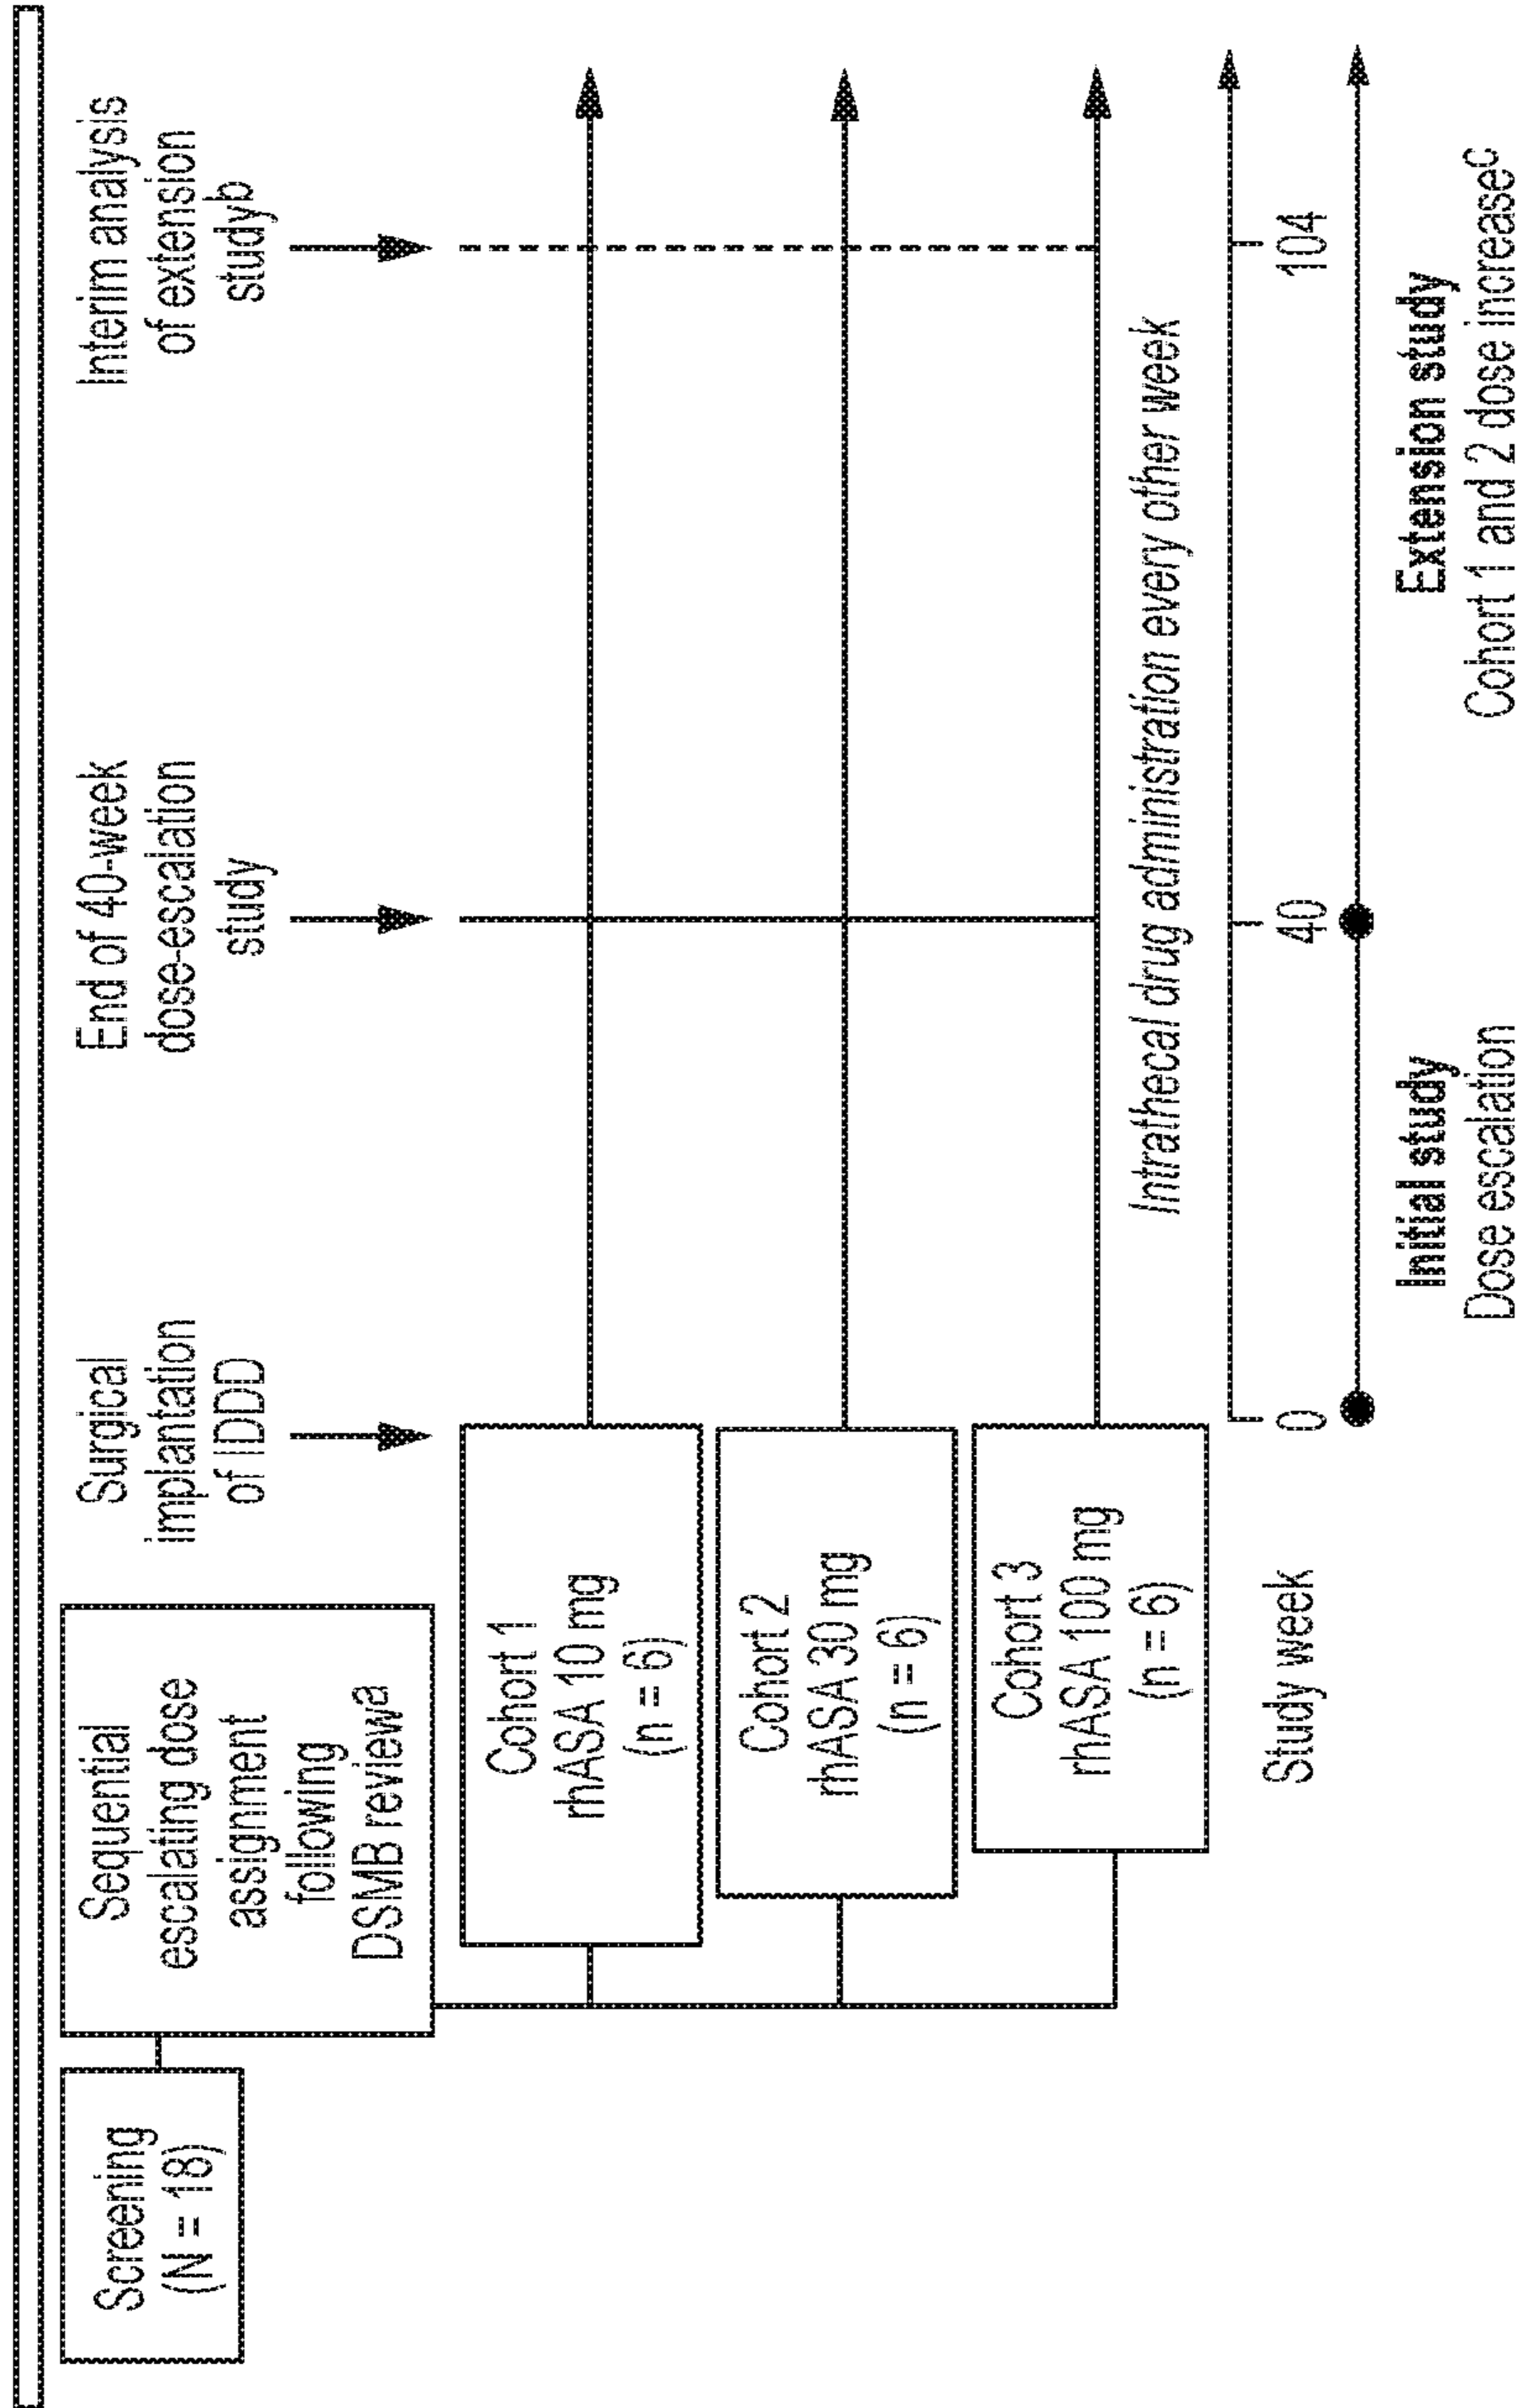 Screening
(N = 18)
Sequential
escalating dose
assignment
following
DSMB reviewa
Surgical
implantation
of IDDD
End of 40-week
dose-escalation
study
Interim analysis
of extension
studyb
Cohort 1
rhASA 10 mg
(n = 6)
Cohort 2
rhASA 30 mg
(n = 6)
Cohort 3
rhASA 100 mg
(n = 6)
Intrathecal drug administration every other week
Study week
0
40
104
Initial study
Dose escalation
Extension study
Cohort 1 and 2 dose increasec